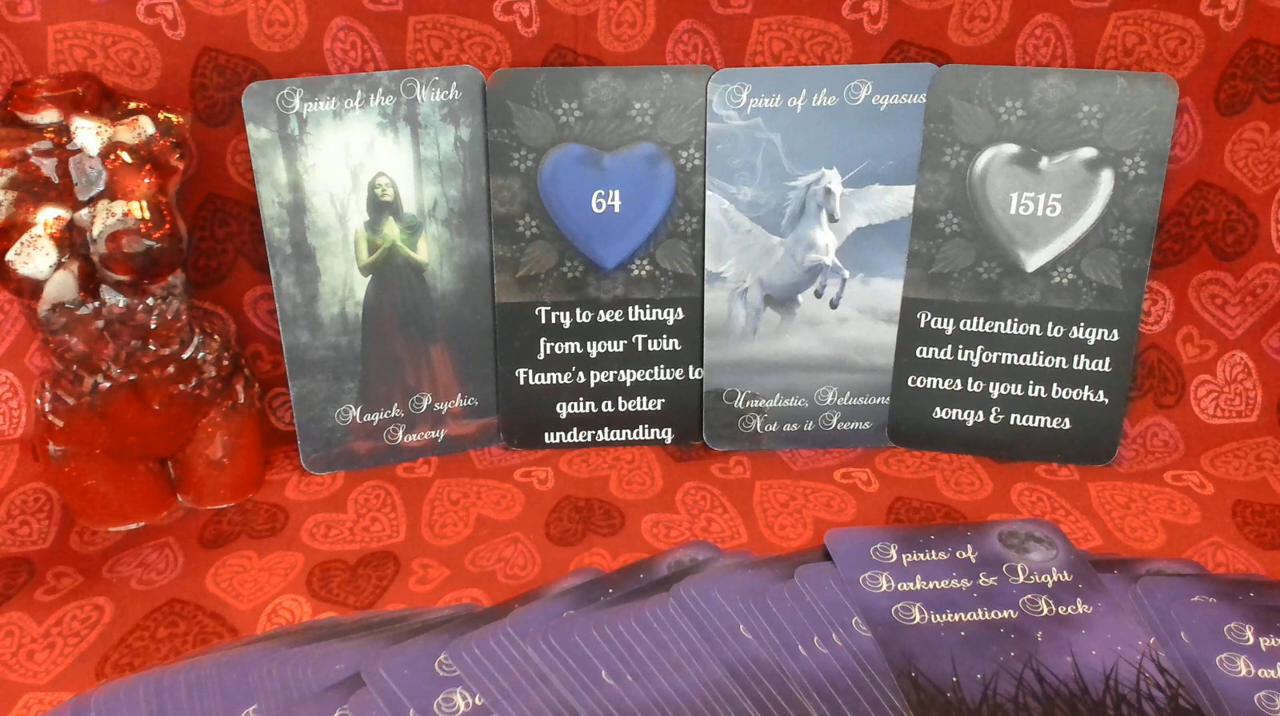 Spirit of the Witch
Magick, Psychic,
Sorcery
64
Try to see things
from your Twin
Flame's perspective to
gain a better
understanding
Spirit of the Pegasus
Unrealistic, Delusions
Not as it Seems
1515
Pay attention to signs
and information that
comes to you in books,
songs & names
Spirits of
Darkness & Light
Divination Deck